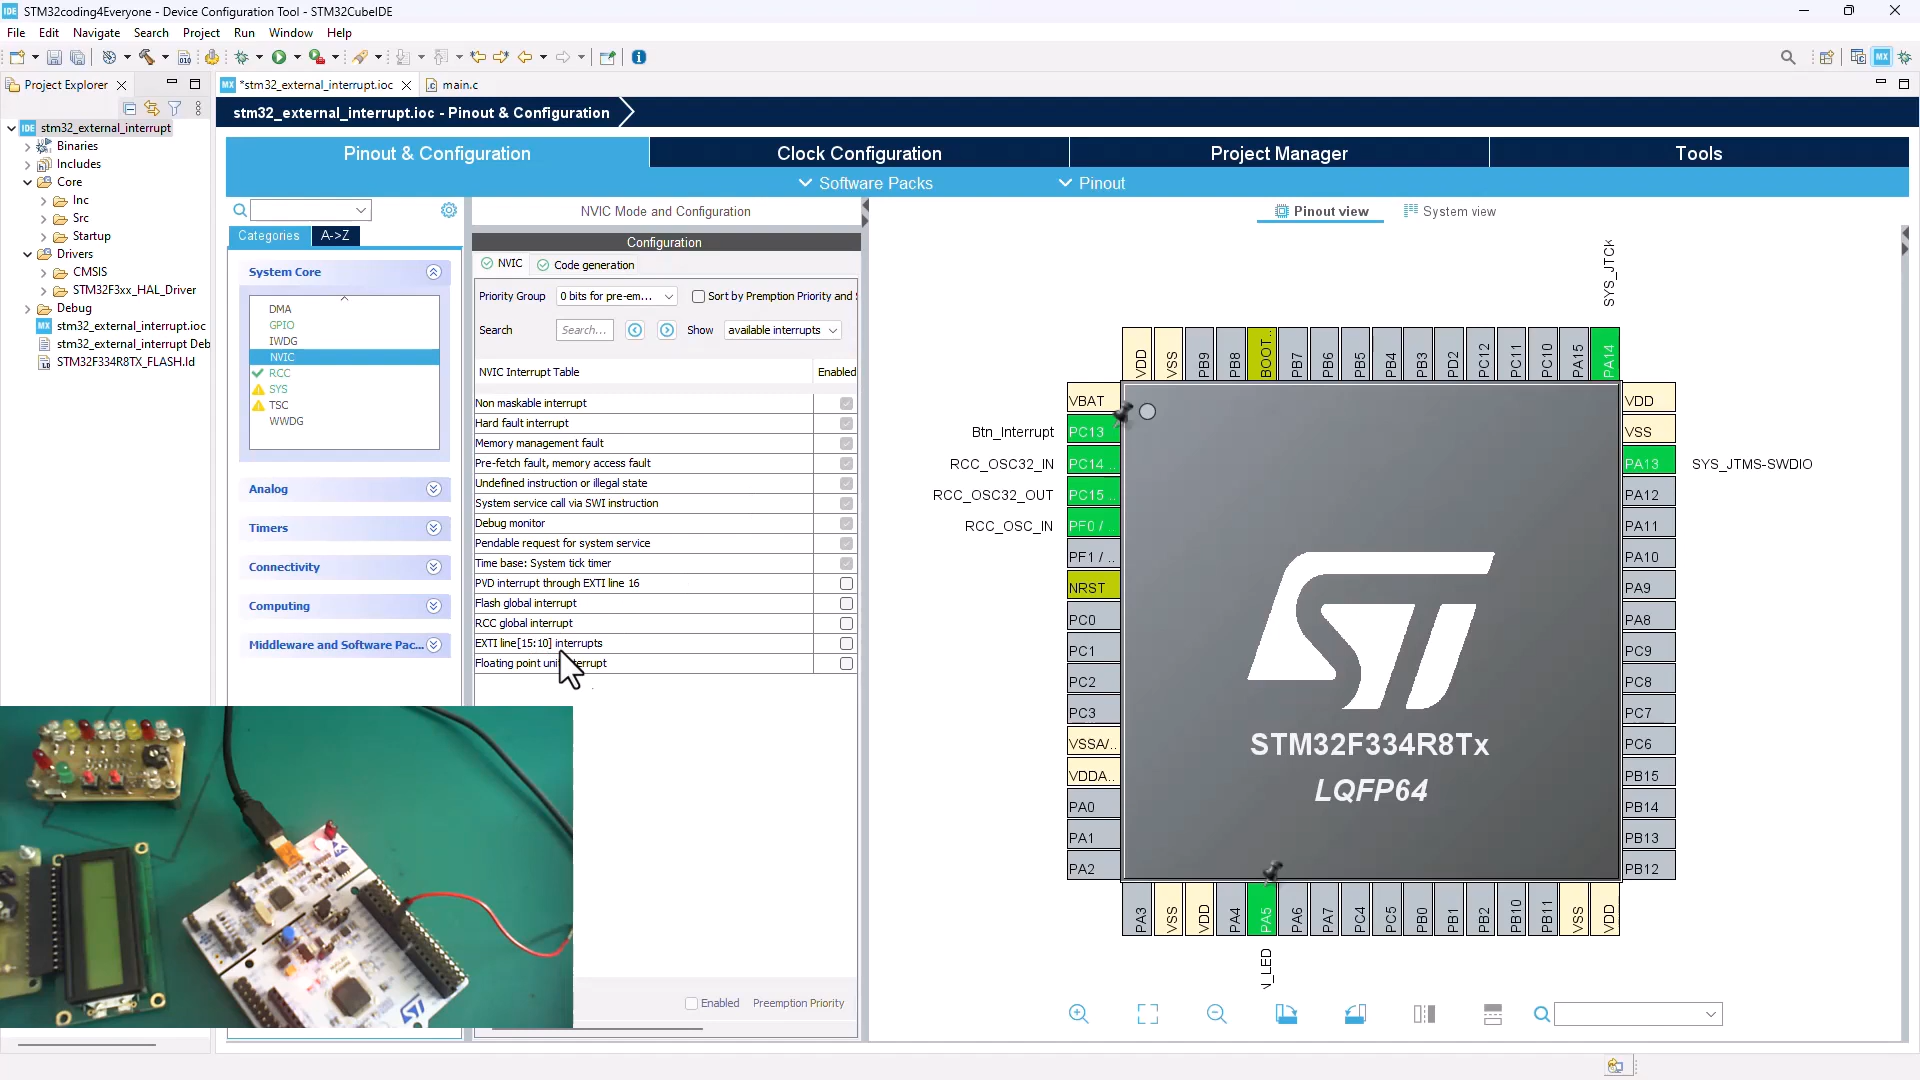 IDE STM32coding4Everyone - Device Configuration Tool - STM32CubeIDE
File Edit Navigate Search Project Run Window Help
Project Explorer
*stm32_external_interrupt.ioc
main.c
stm32_external_interrupt.ioc - Pinout & Configuration
Pinout & Configuration
Clock Configuration
Project Manager
Tools
Software Packs
Pinout
IDE stm32_external_interrupt
Binaries
Includes
Core
Inc
Src
Startup
Drivers
CMSIS
STM32F3xx_HAL_Driver
Debug
MX stm32_external_interrupt.ioc
stm32_external_interrupt Deb
STM32F334R8TX_FLASH.ld
Categories
A->Z
System Core
DMA
GPIO
IWDG
NVIC
RCC
SYS
TSC
WWDG
Analog
Timers
Connectivity
Computing
Middleware and Software Pac...
NVIC Mode and Configuration
Configuration
NVIC
Code generation
Priority Group
0 bits for pre-em...
Sort by Premption Priority and S
Search
Search...
Show
available interrupts
NVIC Interrupt Table
Enabled
Non maskable interrupt
Hard fault interrupt
Memory management fault
Pre-fetch fault, memory access fault
Undefined instruction or illegal state
System service call via SWI instruction
Debug monitor
Pendable request for system service
Time base: System tick timer
PVD interrupt through EXTI line 16
Flash global interrupt
RCC global interrupt
EXTI line[15:10] interrupts
Floating point uni terrupt
Enabled
Preemption Priority
Pinout view
System view
SYS_JTCK
VDD
VSS
PB9
PB8
BOOT..
PB7
PB6
PB5
PB4
PB3
PD2
PC12
PC11
PC10
PA15
PA14
VBAT
Btn_Interrupt PC13
RCC_OSC32_IN PC14 ..
RCC_OSC32_OUT PC15 ..
RCC_OSC_IN PF0 / ..
PF1 / ..
NRST
PC0
PC1
PC2
PC3
VSSA/..
VDDA..
PA0
PA1
PA2
VDD
VSS
PA13 SYS_JTMS-SWDIO
PA12
PA11
PA10
PA9
PA8
PC9
PC8
PC7
PC6
PB15
PB14
PB13
PB12
ST
STM32F334R8Tx
LQFP64
PA3
VSS
VDD
PA4
PA5
PA6
PA7
PC4
PC5
PB0
PB1
PB2
PB10
PB11
VSS
VDD
_LED
ST